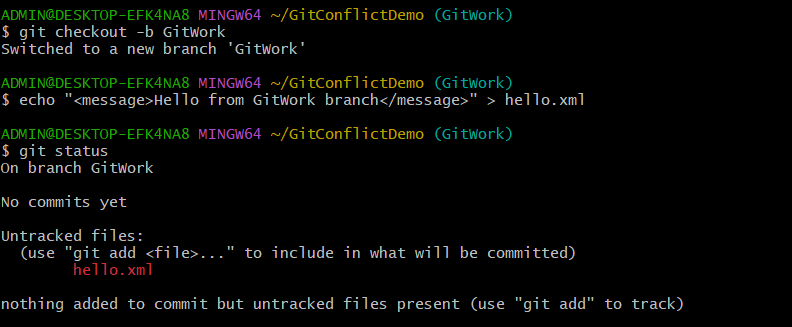 ADMIN@DESKTOP-EFK4NA8 MINGW64 ~/GitConflictDemo (GitWork)
$ git checkout -b GitWork
Switched to a new branch 'GitWork'

ADMIN@DESKTOP-EFK4NA8 MINGW64 ~/GitConflictDemo (GitWork)
$ echo "<message>Hello from GitWork branch</message>" > hello.xml

ADMIN@DESKTOP-EFK4NA8 MINGW64 ~/GitConflictDemo (GitWork)
$ git status
On branch GitWork

No commits yet

Untracked files:
  (use "git add <file>..." to include in what will be committed)
        hello.xml

nothing added to commit but untracked files present (use "git add" to track)